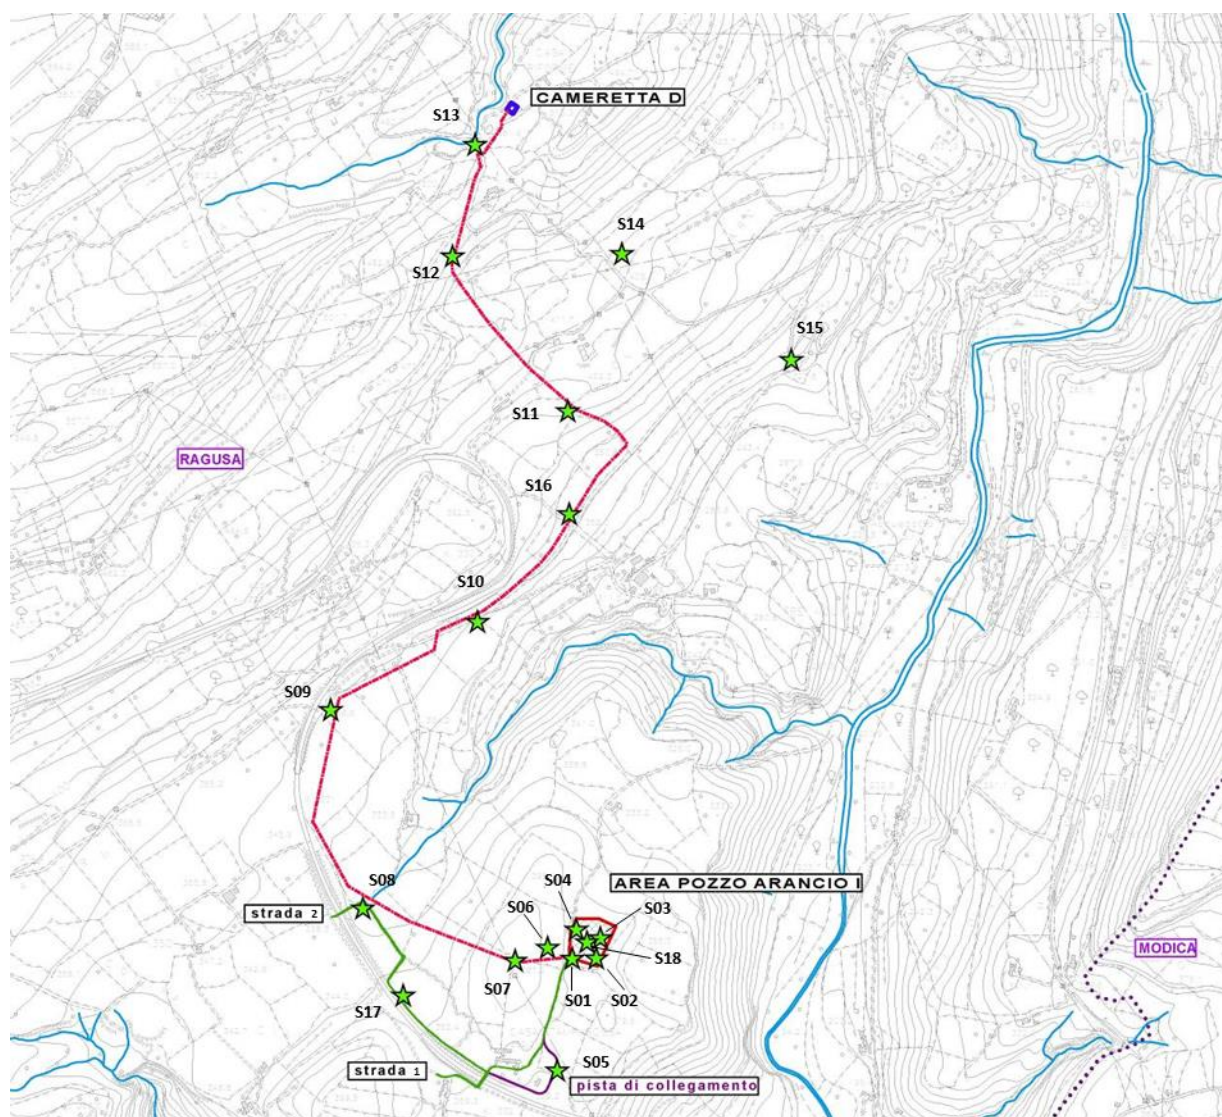 CAMERETTA D
S13
S14
S12
S15
S11
RAGUSA
S16
S10
S09
S08
AREA POZZO ARANCIO I
S04
S03
strada 2
S06
MODICA
S18
S07
S01
S02
S17
S05
strada 1
pista di collegamento